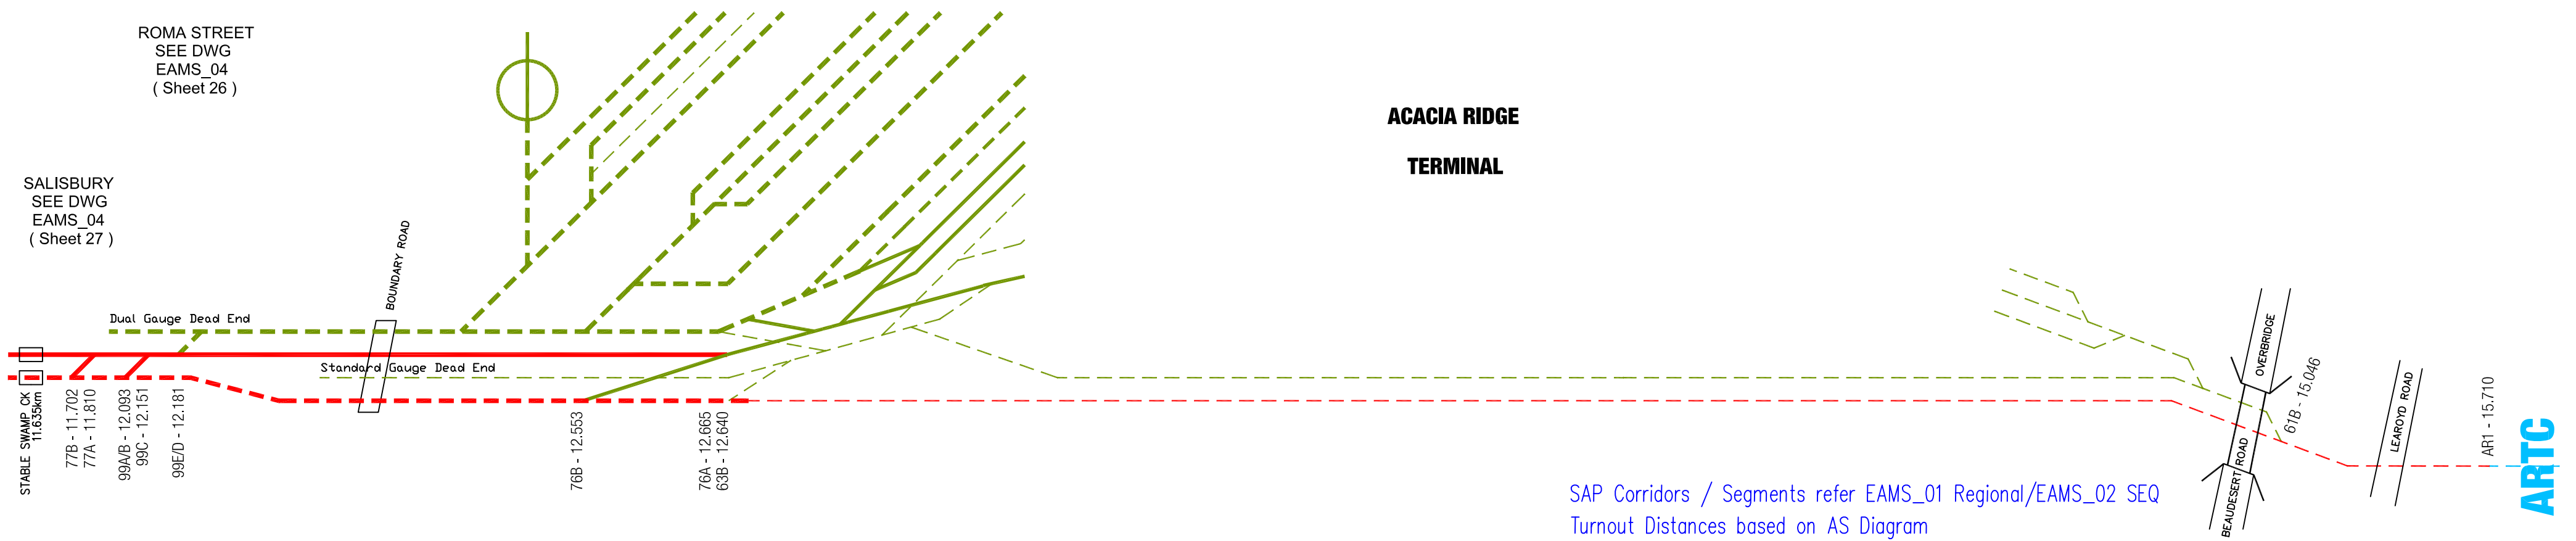 ROMA STREET
SEE DWG
EAMS_04
( Sheet 26 )
SALISBURY
SEE DWG
EAMS_04
( Sheet 27 )
ACACIA RIDGE
TERMINAL
BOUNDARY ROAD
Dual Gauge Dead End
Standard Gauge Dead End
STABLE SWAMP CK
11.635km
77B - 11.702
77A - 11.810
99A/B - 12.093
99C - 12.151
99E/D - 12.181
76B - 12.553
76A - 12.665
63B - 12.640
OVERBRIDGE
BEAUDESERT ROAD
61B - 15.046
LEAROYD ROAD
AR1 - 15.710
ARTC
SAP Corridors / Segments refer EAMS_01 Regional/EAMS_02 SEQ
Turnout Distances based on AS Diagram